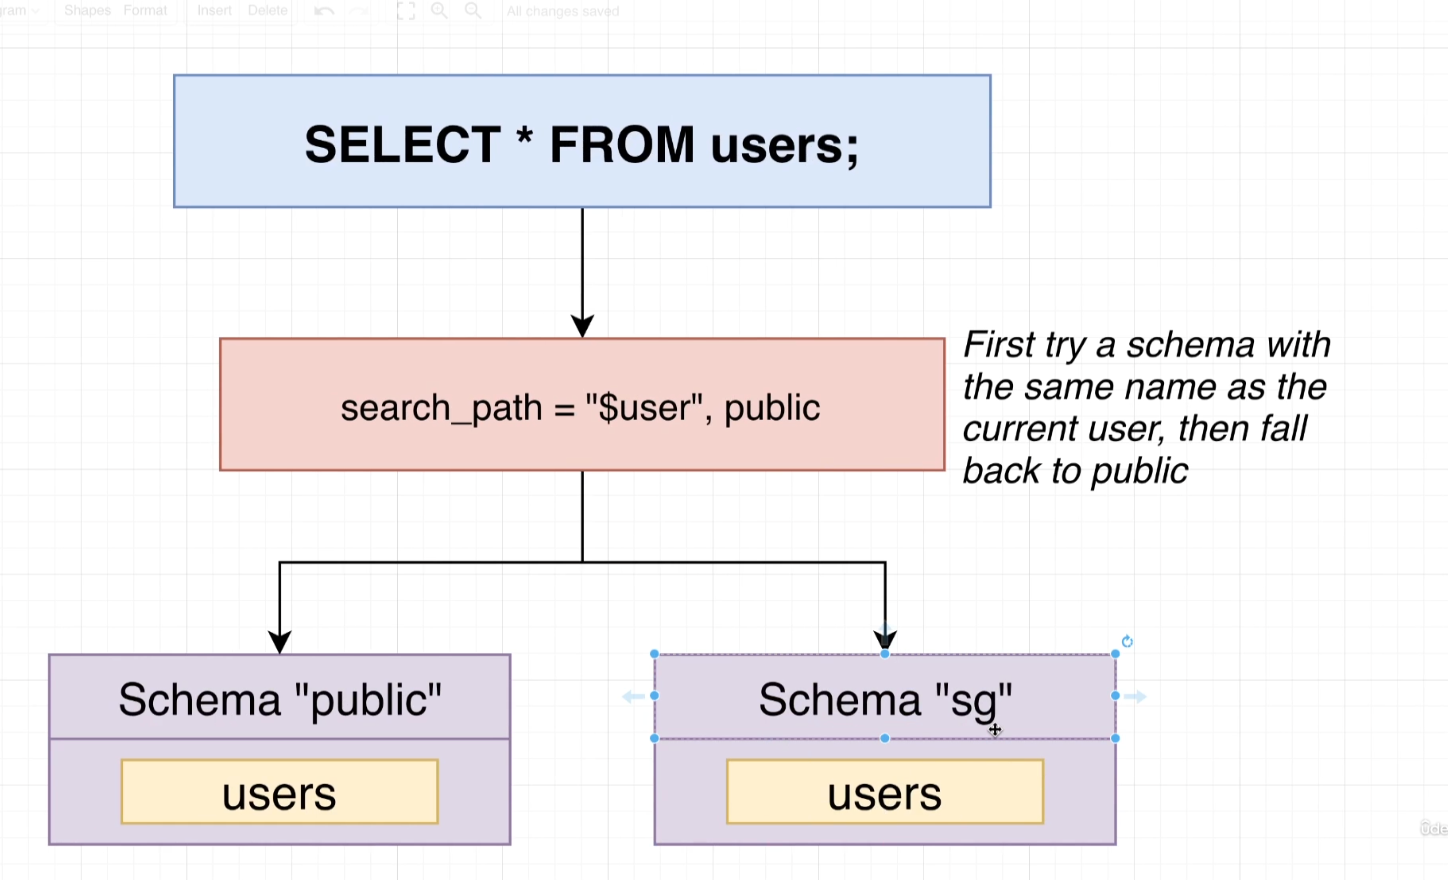 Shapes Format Insert Delete All changes saved
SELECT * FROM users;
search_path = "$user", public
First try a schema with
the same name as the
current user, then fall
back to public
Schema "public"
Schema "sg"
users
users